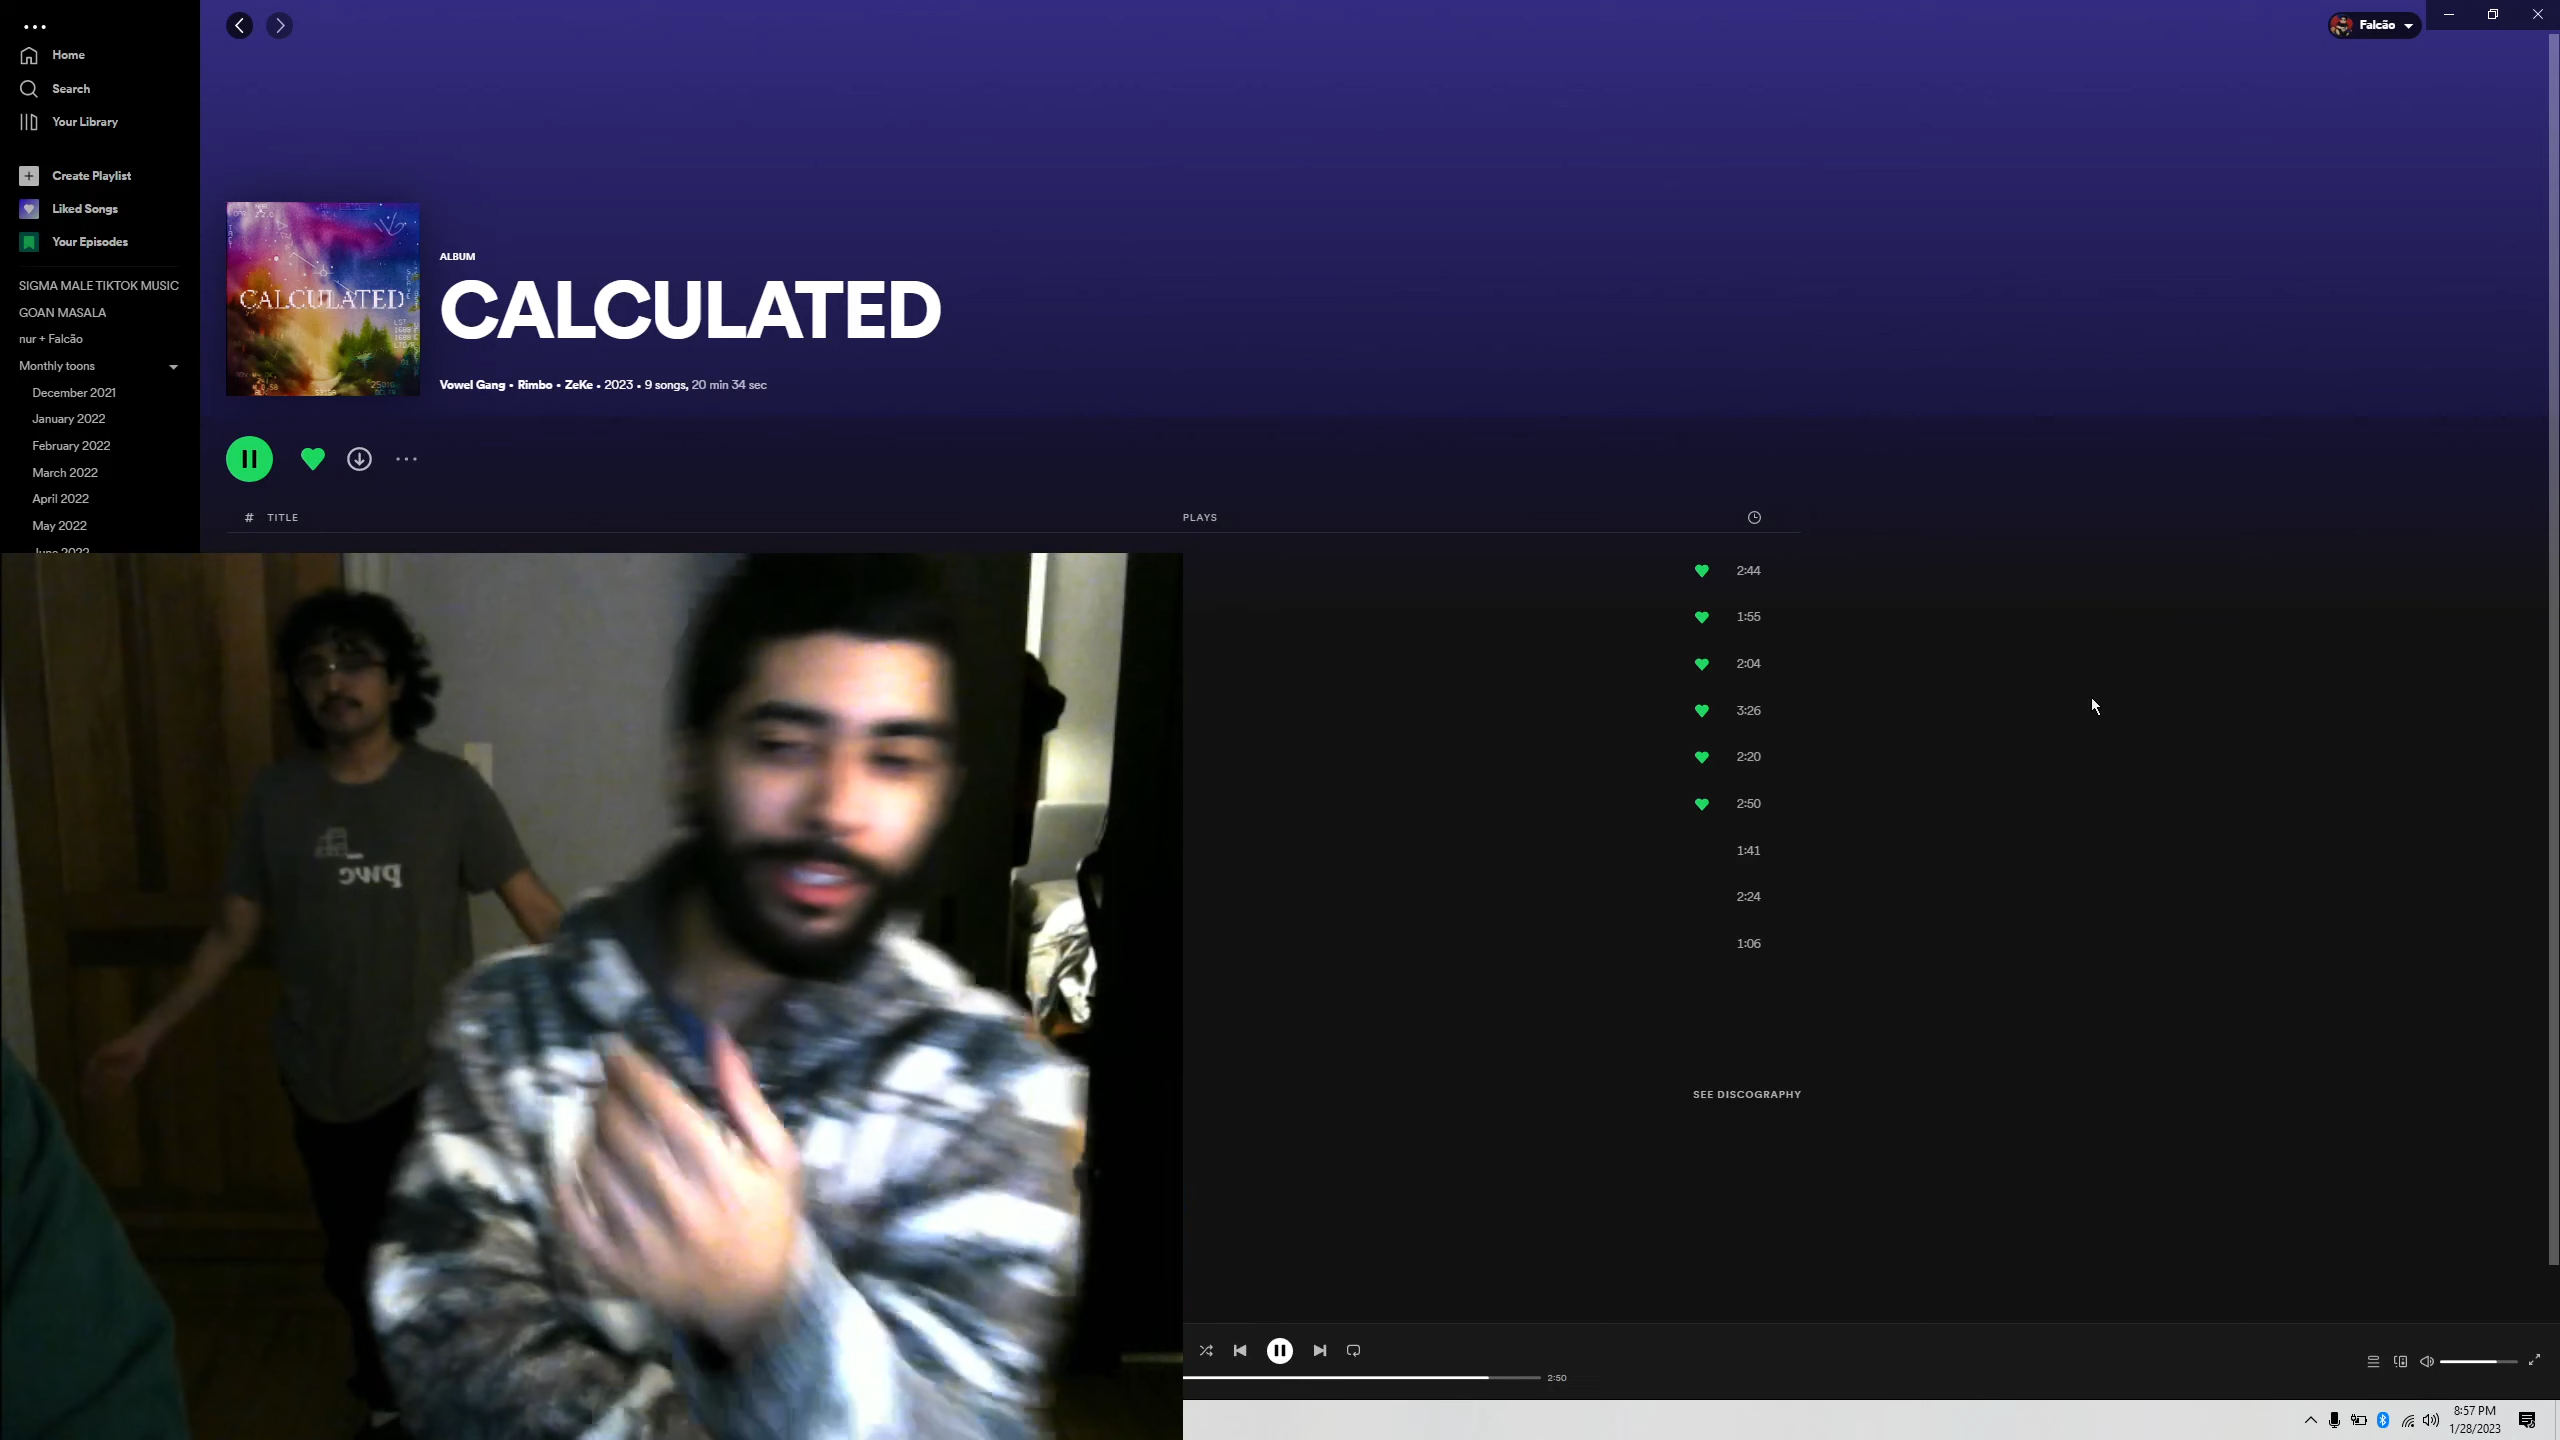 Home
Search
Your Library
Create Playlist
Liked Songs
Your Episodes
SIGMA MALE TIKTOK MUSIC
GOAN MASALA
nur + Falcão
Monthly toons
December 2021
January 2022
February 2022
March 2022
April 2022
May 2022
June 2022
Falcão
CALCULATED
ALBUM
CALCULATED
Vowel Gang • Rimbo • ZeKe • 2023 • 9 songs, 20 min 34 sec
# TITLE PLAYS
2:44
1:55
2:04
3:26
2:20
2:50
1:41
2:24
1:06
SEE DISCOGRAPHY
pwc
2:50
8:57 PM
1/28/2023